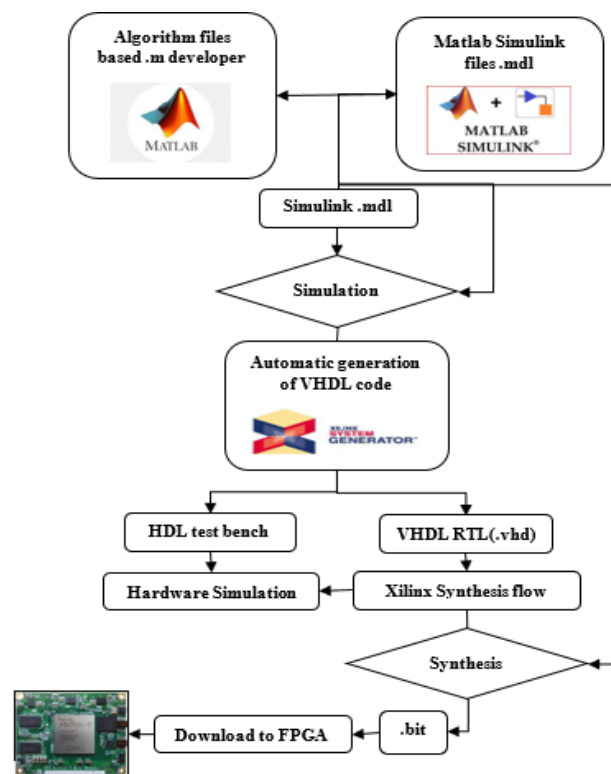 Algorithm files
based .m developer
MATLAB
Matlab Simulink
files .mdl
+
MATLAB
SIMULINK®
Simulink .mdl
Simulation
Automatic generation
of VHDL code
XILINX
SYSTEM
GENERATOR™
HDL test bench
VHDL RTL(.vhd)
Hardware Simulation
Xilinx Synthesis flow
Synthesis
Download to FPGA
.bit